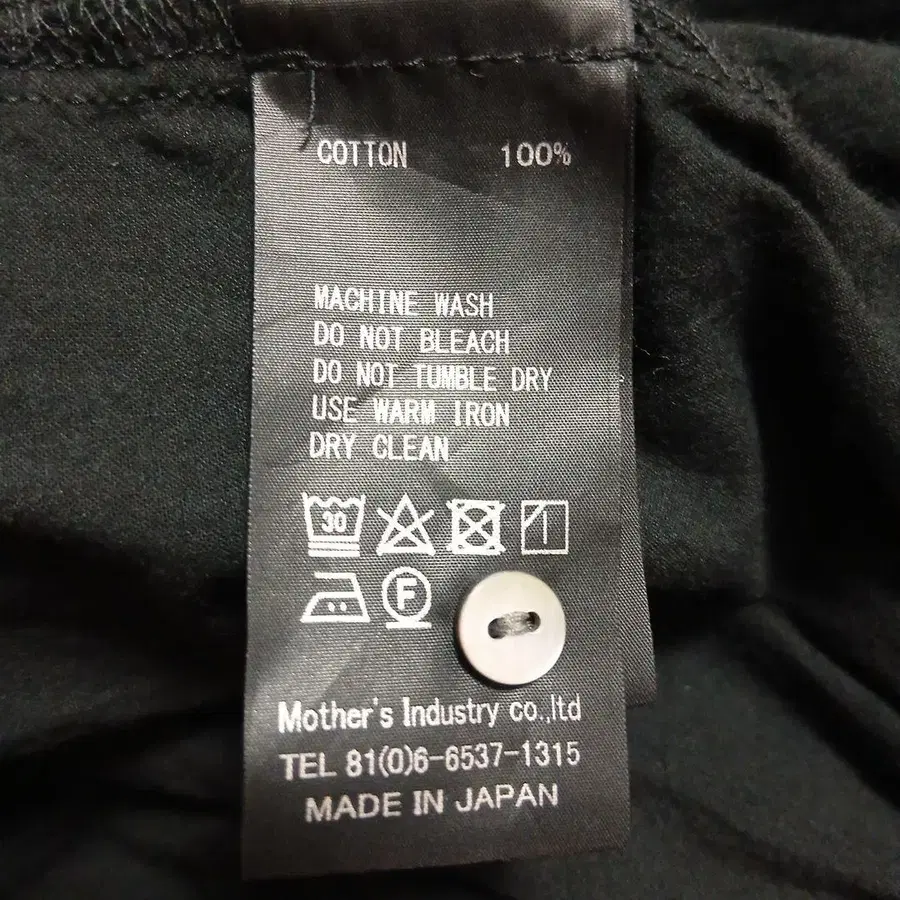 COTTON 100%
MACHINE WASH
DO NOT BLEACH
DO NOT TUMBLE DRY
USE WARM IRON
DRY CLEAN
30
F
Mother's Industry co.,ltd
TEL 81(0)6-6537-1315
MADE IN JAPAN